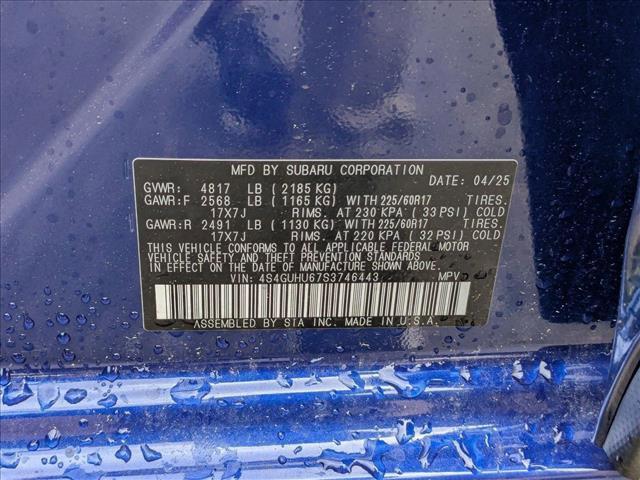 MFD BY SUBARU CORPORATION
GVWR: 4817 LB (2185 KG) DATE: 04/25
GAWR:F 2568 LB (1165 KG) WITH 225/60R17 TIRES.
17X7J RIMS. AT 230 KPA (33 PSI) COLD
GAWR:R 2491 LB (1130 KG) WITH 225/60R17 TIRES.
17X7J RIMS. AT 220 KPA (32 PSI) COLD
THIS VEHICLE CONFORMS TO ALL APPLICABLE FEDERAL MOTOR
VEHICLE SAFETY AND THEFT PREVENTION STANDARDS
IN EFFECT ON THE DATE OF MANUFACTURE SHOWN ABOVE.
VIN: 4S4GUHU67S3746443 MPV
ASSEMBLED BY SIA INC. MADE IN U.S.A.